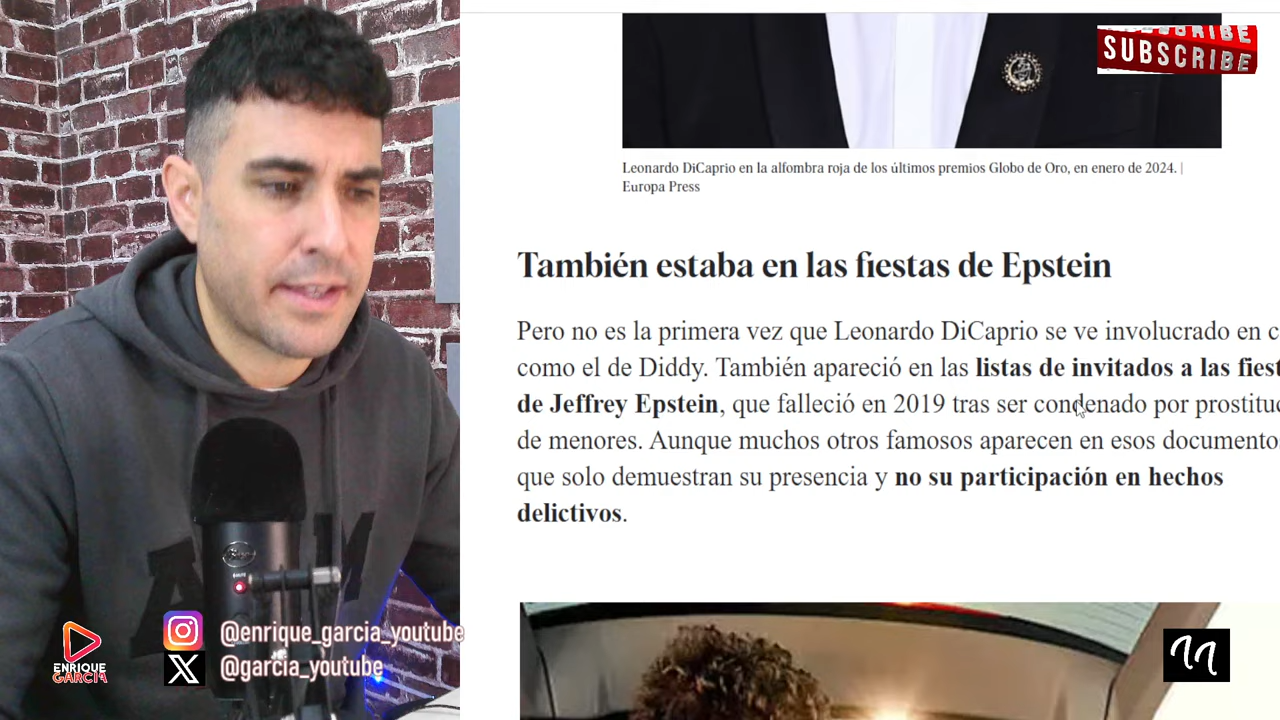 SUBSCRIBE
Leonardo DiCaprio en la alfombra roja de los últimos premios Globo de Oro, en enero de 2024. |
Europa Press
También estaba en las fiestas de Epstein
Pero no es la primera vez que Leonardo DiCaprio se ve involucrado en c
como el de Diddy. También apareció en las listas de invitados a las fiest
de Jeffrey Epstein, que falleció en 2019 tras ser condenado por prostituc
de menores. Aunque muchos otros famosos aparecen en esos documento
que solo demuestran su presencia y no su participación en hechos
delictivos.
@enrique_garcia_youtube
@garcia_youtube
ENRIQUE
GARCIA